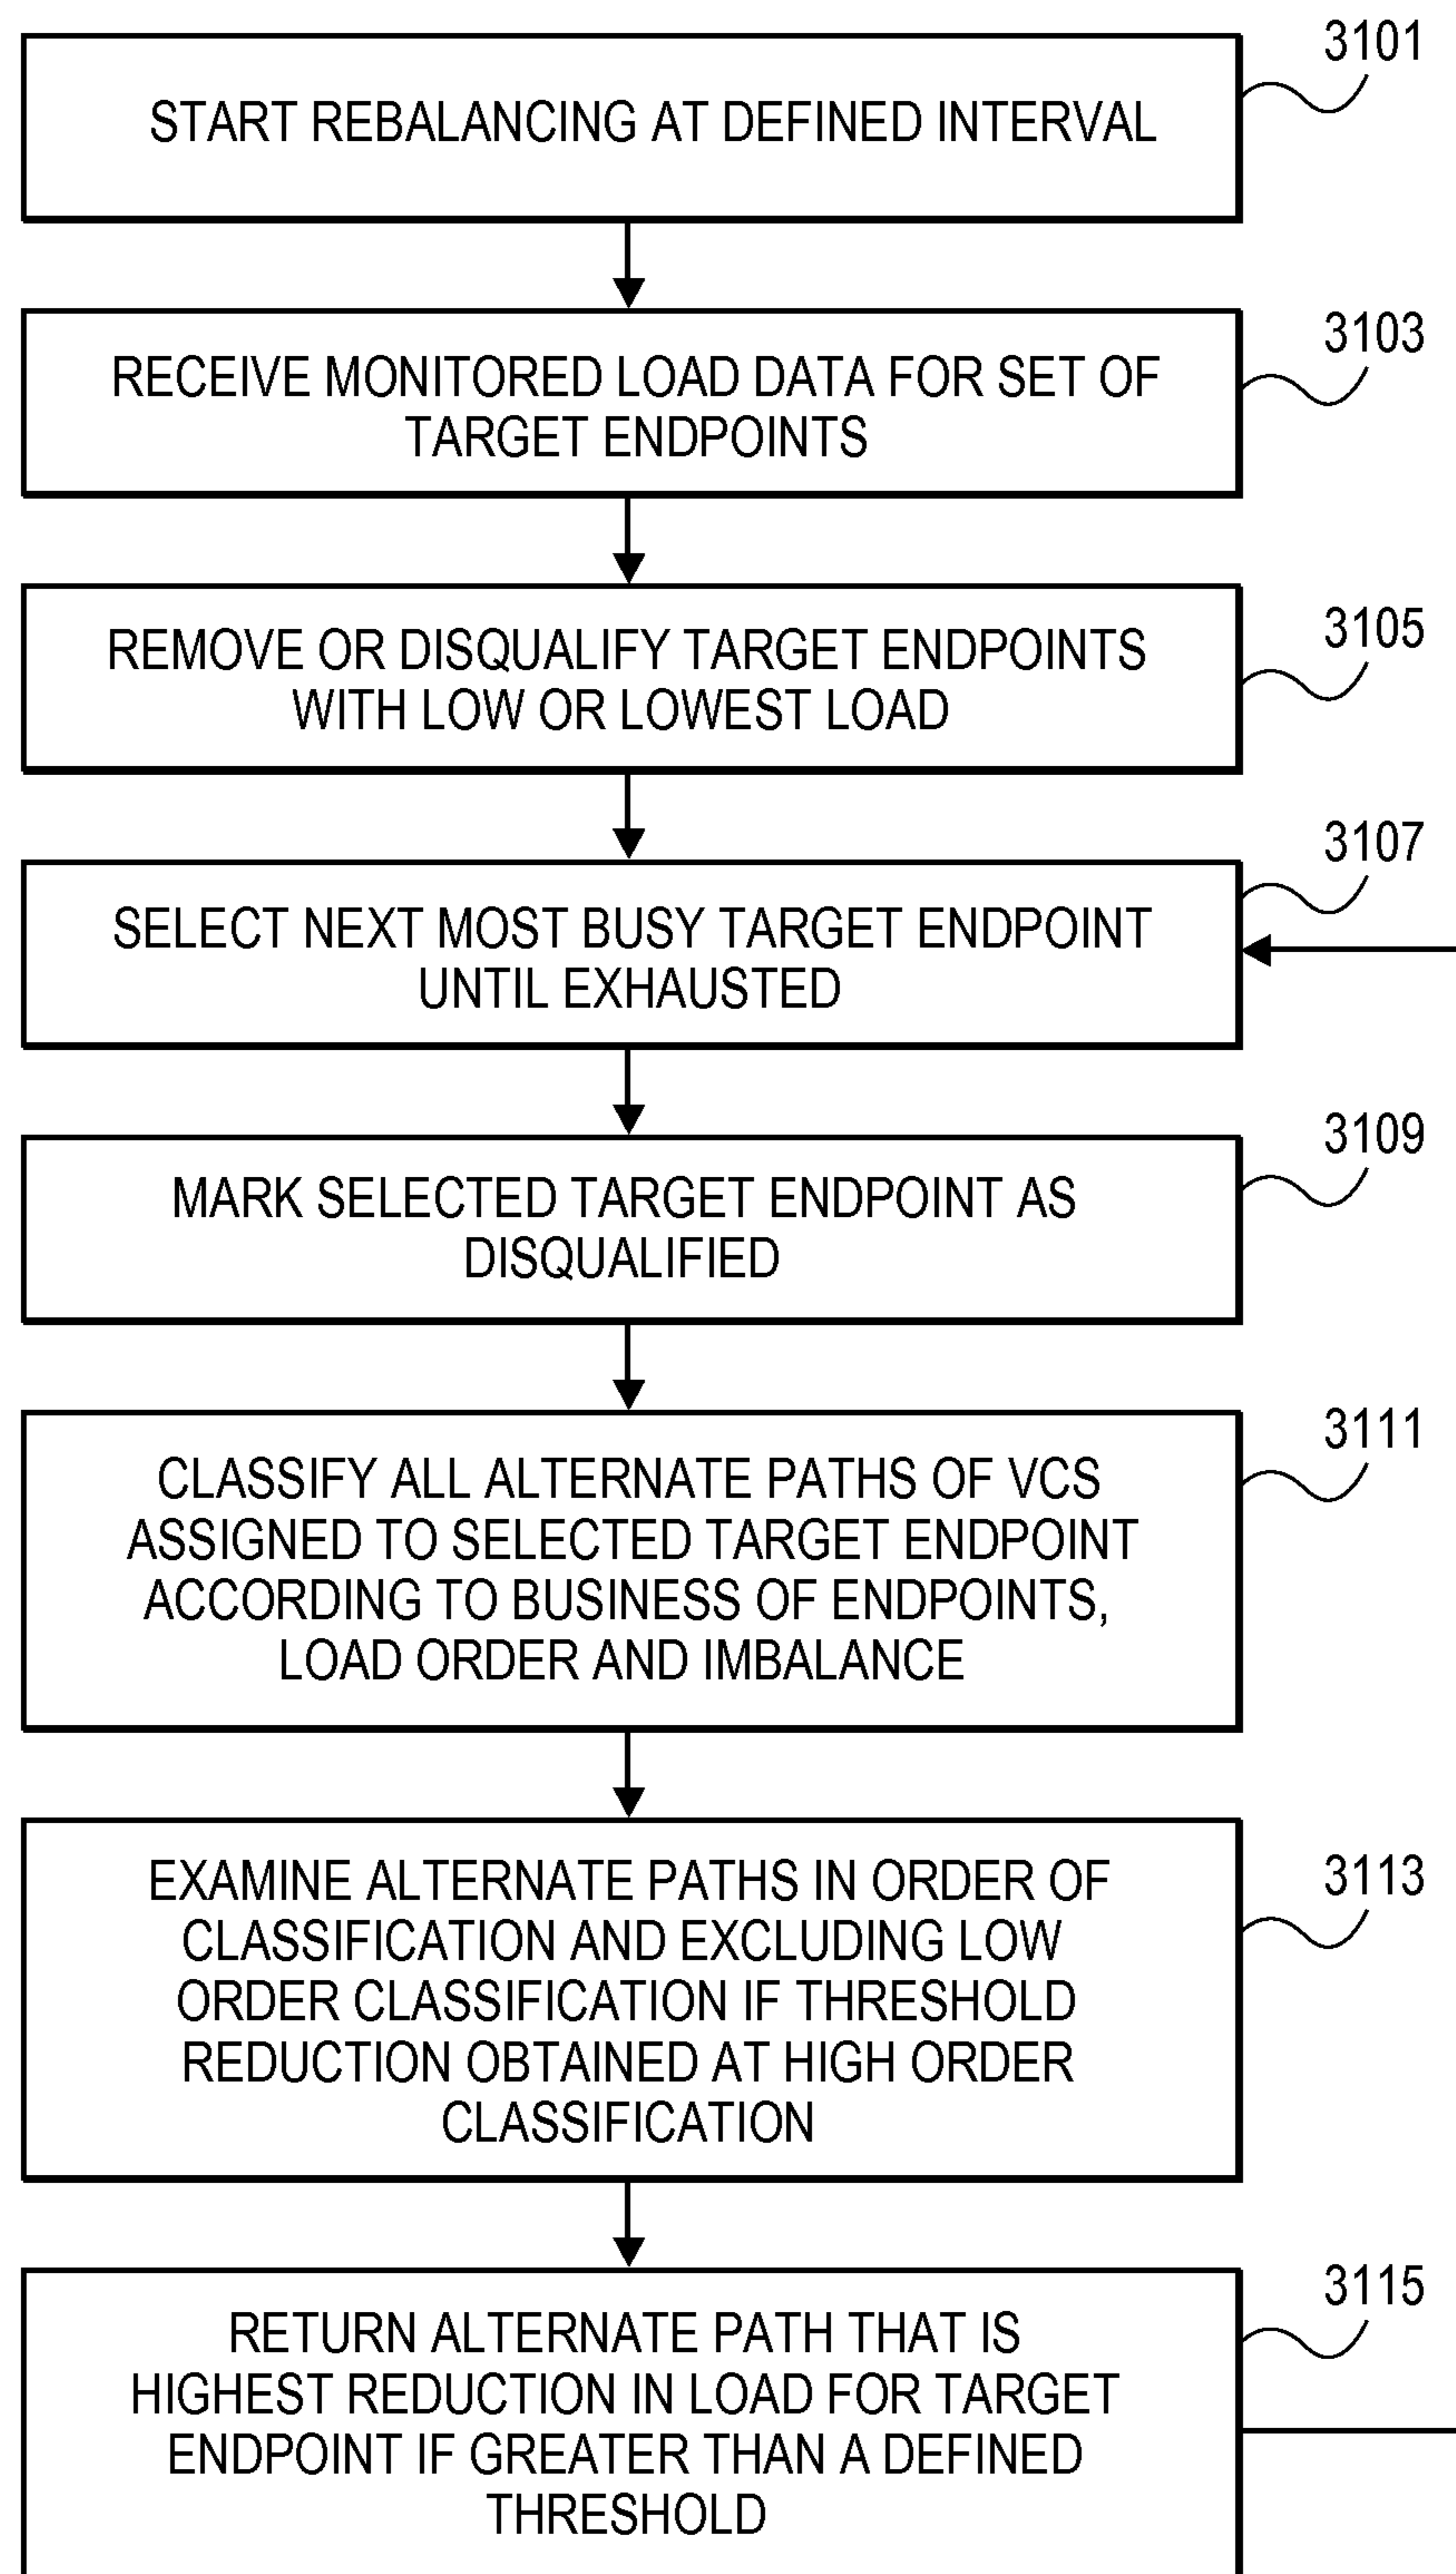 3101
START REBALANCING AT DEFINED INTERVAL
3103
RECEIVE MONITORED LOAD DATA FOR SET OF
TARGET ENDPOINTS
3105
REMOVE OR DISQUALIFY TARGET ENDPOINTS
WITH LOW OR LOWEST LOAD
3107
SELECT NEXT MOST BUSY TARGET ENDPOINT
UNTIL EXHAUSTED
3109
MARK SELECTED TARGET ENDPOINT AS
DISQUALIFIED
3111
CLASSIFY ALL ALTERNATE PATHS OF VCS
ASSIGNED TO SELECTED TARGET ENDPOINT
ACCORDING TO BUSINESS OF ENDPOINTS,
LOAD ORDER AND IMBALANCE
3113
EXAMINE ALTERNATE PATHS IN ORDER OF
CLASSIFICATION AND EXCLUDING LOW
ORDER CLASSIFICATION IF THRESHOLD
REDUCTION OBTAINED AT HIGH ORDER
CLASSIFICATION
3115
RETURN ALTERNATE PATH THAT IS
HIGHEST REDUCTION IN LOAD FOR TARGET
ENDPOINT IF GREATER THAN A DEFINED
THRESHOLD